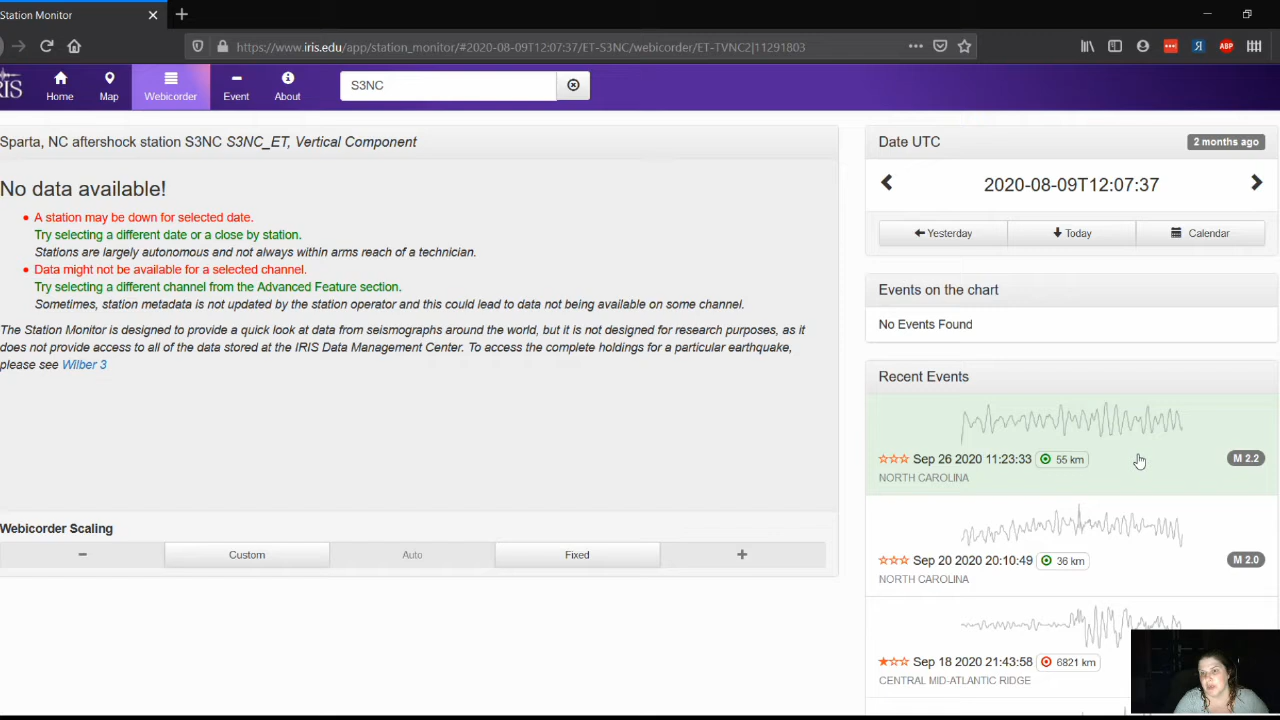 Station Monitor
https://www.iris.edu/app/station_monitor/#2020-08-09T12:07:37/ET-S3NC/webicorder/ET-TVNC2|11291803
ABP
RIS
Home
Map
Webicorder
Event
About
S3NC
Sparta, NC aftershock station S3NC S3NC_ET, Vertical Component
No data available!
A station may be down for selected date.
Try selecting a different date or a close by station.
Stations are largely autonomous and not always within arms reach of a technician.
Data might not be available for a selected channel.
Try selecting a different channel from the Advanced Feature section.
Sometimes, station metadata is not updated by the station operator and this could lead to data not being available on some channel.
The Station Monitor is designed to provide a quick look at data from seismografhs around the world, but it is not designed for research purposes, as it
does not provide access to all of the data stored at the IRIS Data Management Center. To access the complete holdings for a particular earthquake,
please see Wilber 3
Webicorder Scaling
−
Custom
Auto
Fixed
+
Date UTC
2 months ago
2020-08-09T12:07:37
Yesterday
Today
Calendar
Events on the chart
No Events Found
Recent Events
Sep 26 2020 11:23:33 55 km
M 2.2
NORTH CAROLINA
Sep 20 2020 20:10:49 36 km
M 2.0
NORTH CAROLINA
Sep 18 2020 21:43:58 6821 km
CENTRAL MID-ATLANTIC RIDGE